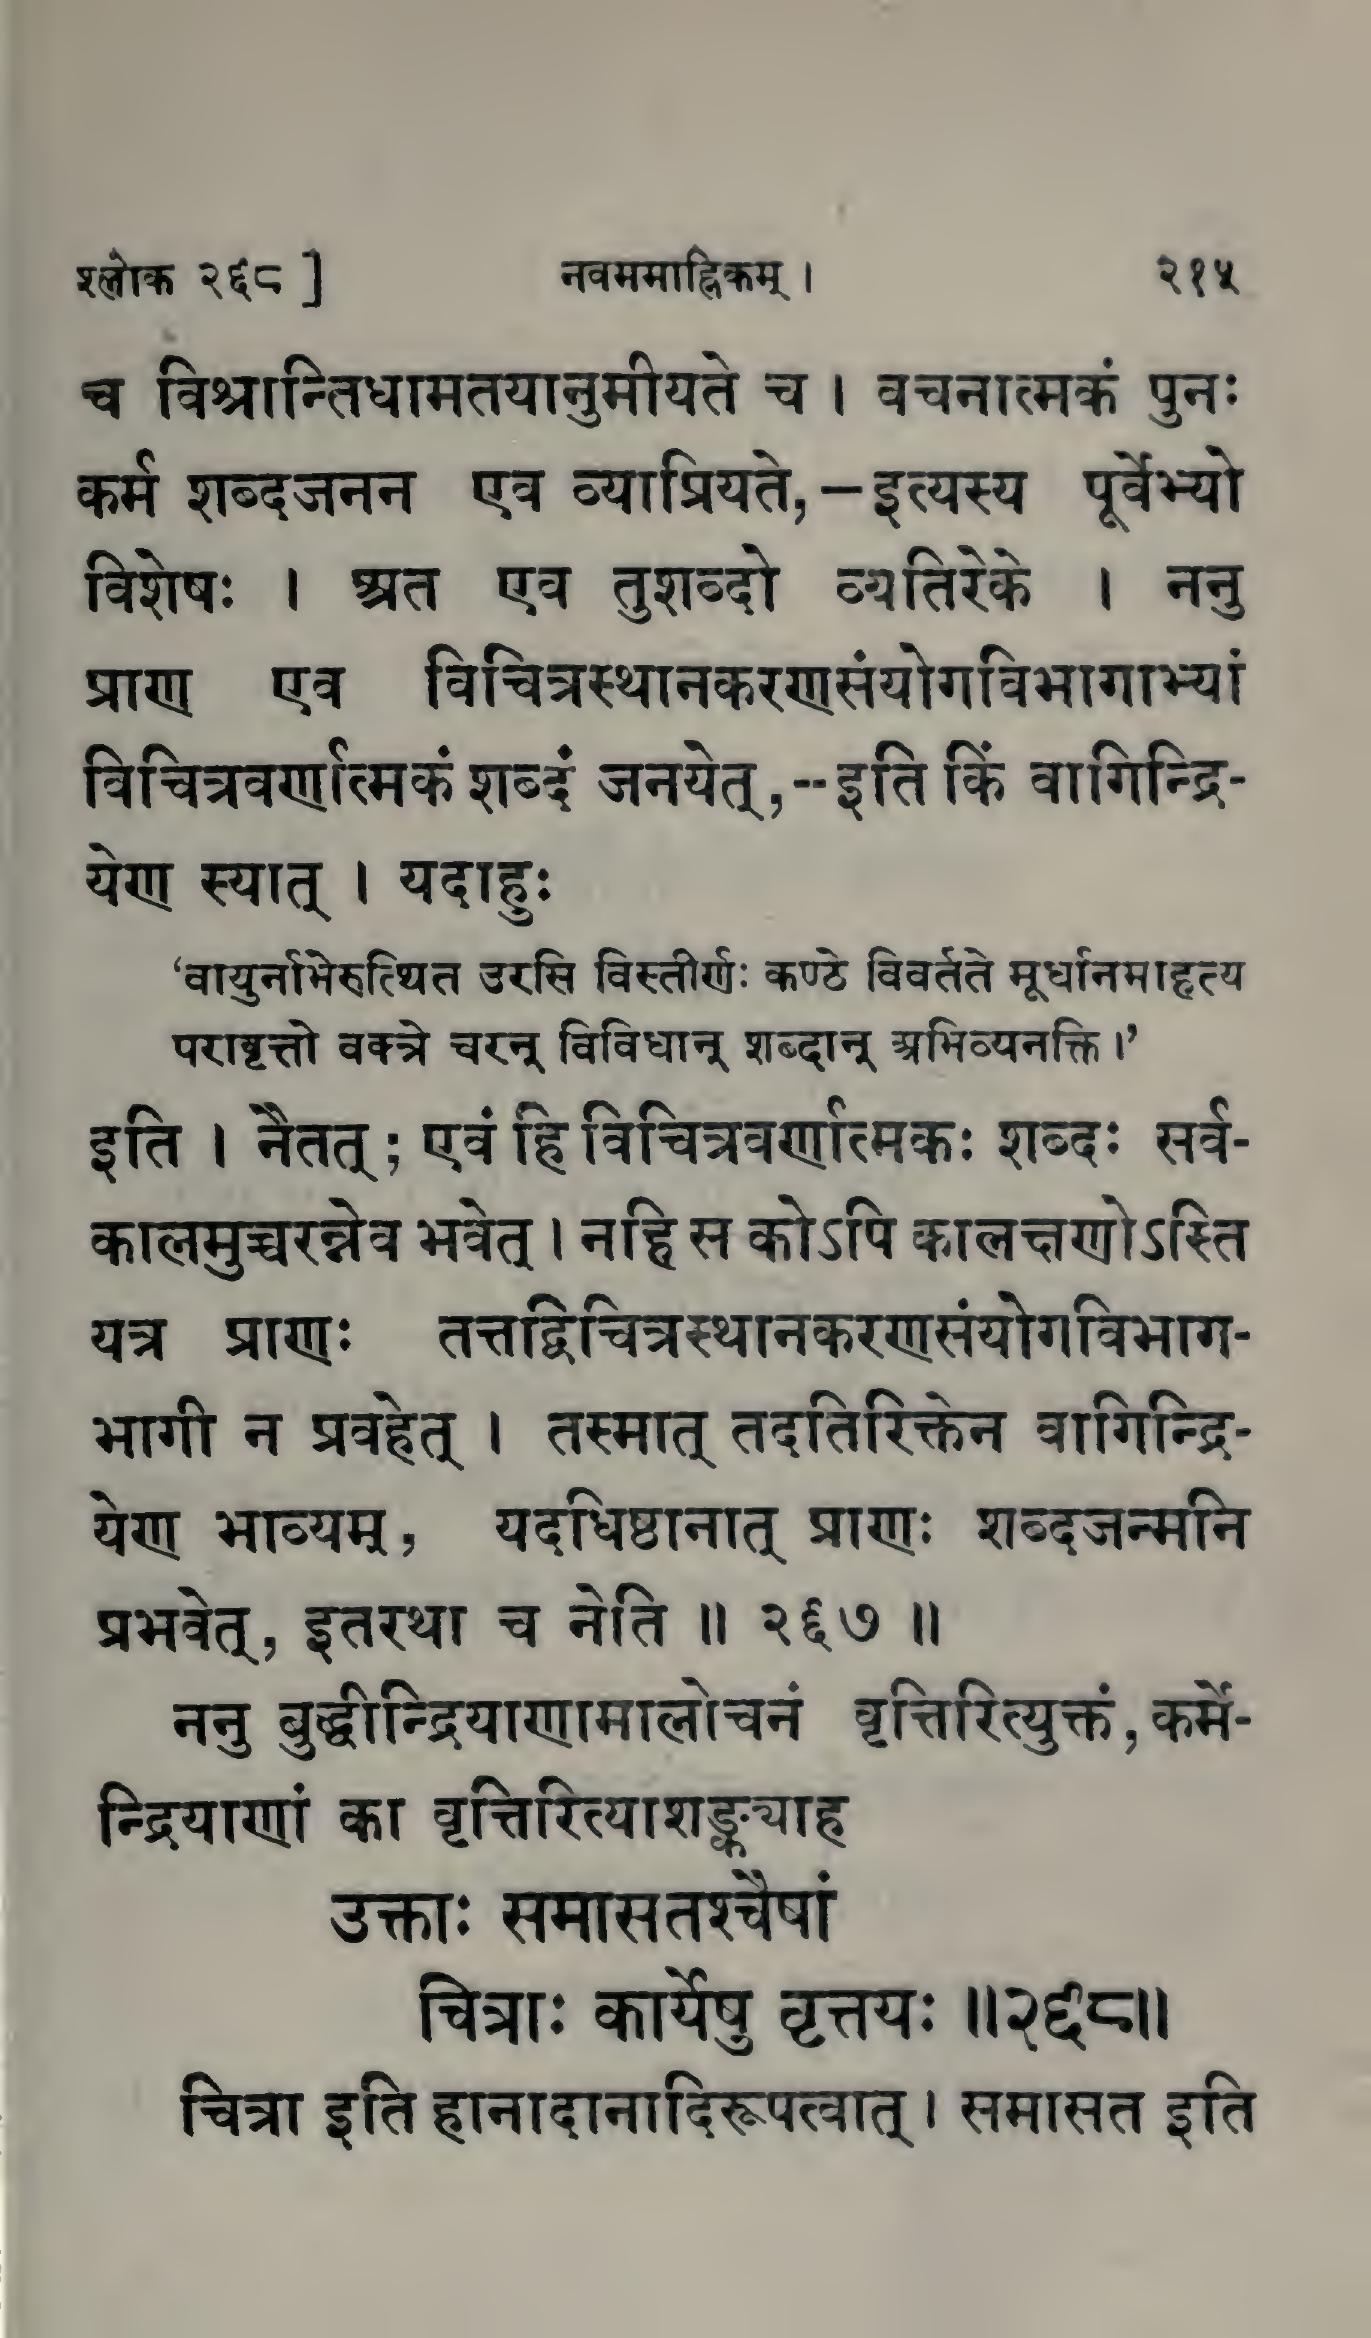 श्लोक २६८ ] नवममाह्निकम् । २१५
च विश्रान्तिधामतयानुमीयते च । वचनात्मकं पुनः
कर्म शब्दजनन एव व्याप्रियते,—इत्यस्य पूर्वेभ्यो
विशेषः । अत एव तुशब्दो व्यतिरेके । ननु
प्राण एव विचित्रस्थानकरणसंयोगविभागाभ्यां
विचित्रवर्णात्मकं शब्दं जनयेत्,--इति किं वागिन्द्रि-
येण स्यात् । यदाहुः
‘वायुर्नाभेरुत्थित उरसि विस्तीर्णः कण्ठे विवर्तते मूर्धानमाहृत्य
परावृत्तो वक्त्रे चरन् विविधान् शब्दान् अभिव्यनक्ति ।’
इति । नैतत् ; एवं हि विचित्रवर्णात्मकः शब्दः सर्व-
कालमुच्चरन्नेव भवेत् । नहि स कोऽपि कालक्षणोऽस्ति
यत्र प्राणः तत्तद्विचित्रस्थानकरणसंयोगविभाग-
भागी न प्रवहेत् । तस्मात् तदतिरिक्तेन वागिन्द्रि-
येण भाव्यम्, यदधिष्ठानात् प्राणः शब्दजन्मनि
प्रभवेत्, इतरथा च नेति ॥ २६७ ॥
ननु बुद्धीन्द्रियाणामालोचनं वृत्तिरित्युक्तं, कर्मे-
न्द्रियाणां का वृत्तिरित्याशङ्क्याह
उक्ताः समासतश्चैषां
चित्राः कार्येषु वृत्तयः ॥२६८॥
चित्रा इति हानादानादिरूपत्वात् । समासत इति